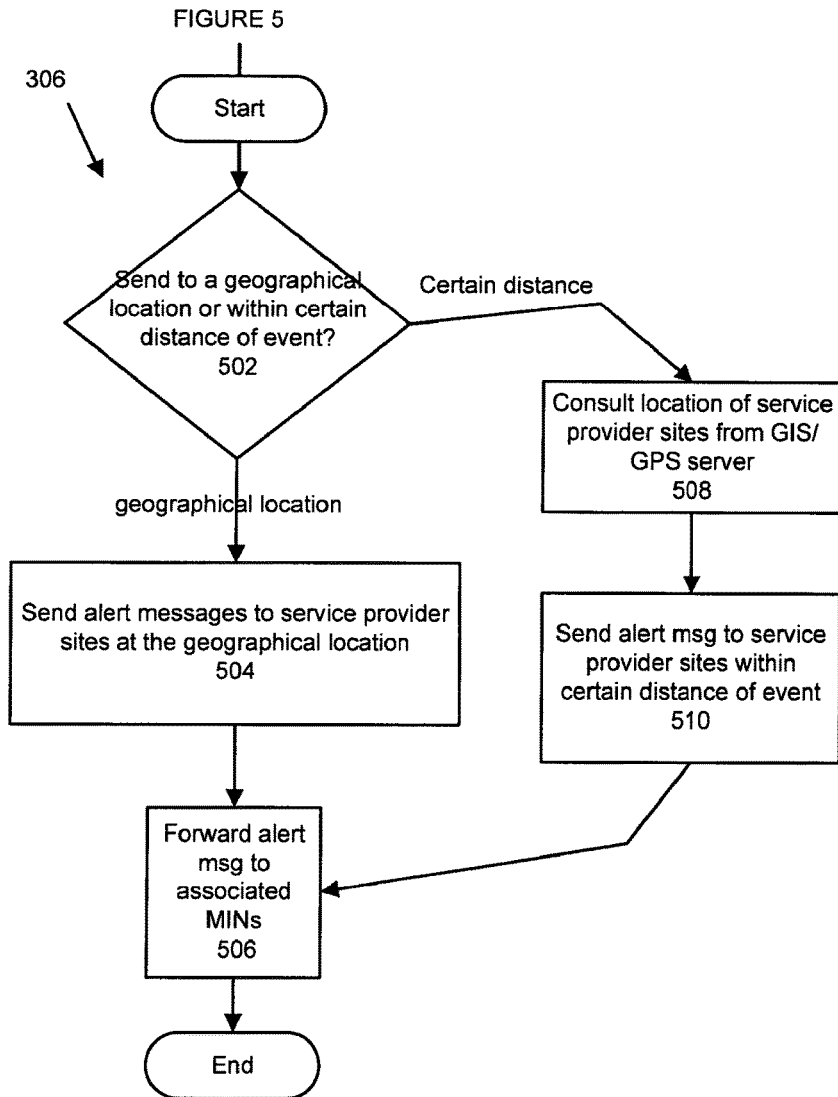 FIGURE 5
306
Start
Send to a geographical
location or within certain
distance of event?
502
Certain distance
geographical location
Consult location of service
provider sites from GIS/
GPS server
508
Send alert messages to service provider
sites at the geographical location
504
Send alert msg to service
provider sites within
certain distance of event
510
Forward alert
msg to
associated
MINs
506
End